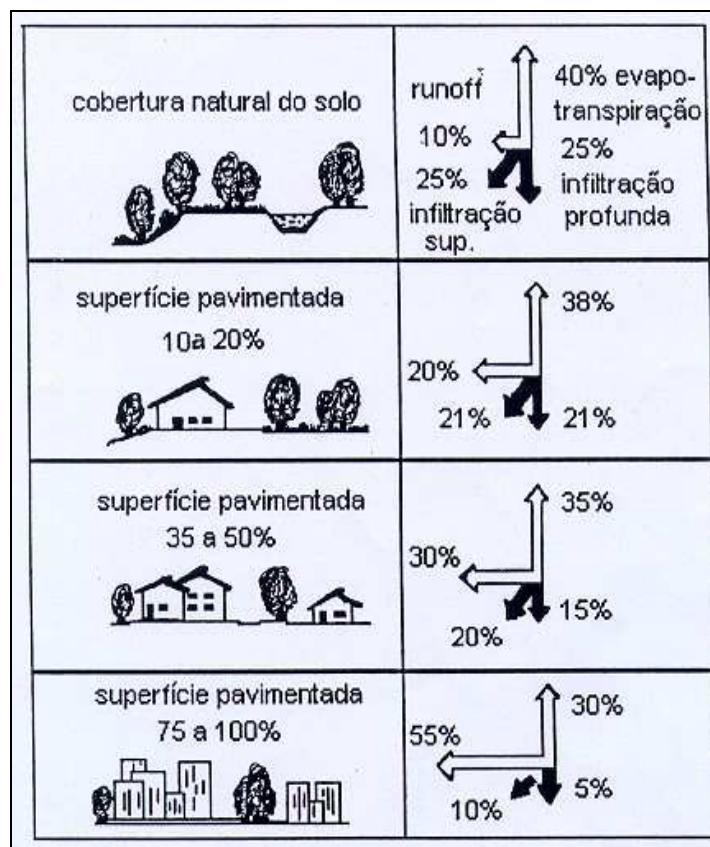 cobertura natural do solo
runoff
10%
25%
infiltração
sup.
40% evapo-
transpiração
25%
infiltração
profunda
superfície pavimentada
10a 20%
38%
20%
21%
21%
superfície pavimentada
35 a 50%
35%
30%
20%
15%
superfície pavimentada
75 a 100%
30%
55%
10%
5%